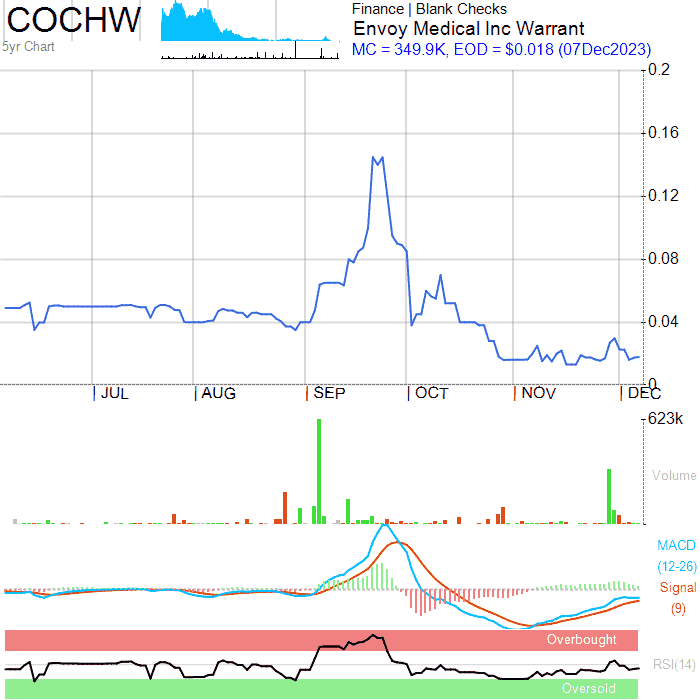 COCHW
5yr Chart
Finance | Blank Checks
Envoy Medical Inc Warrant
MC = 349.9K, EOD = $0.018 (07Dec2023)
0.2
0.16
0.12
0.08
0.04
0
JUL
AUG
SEP
OCT
NOV
DEC
623k
Volume
MACD
(12-26)
Signal
(9)
Overbought
RSI(14)
Oversold